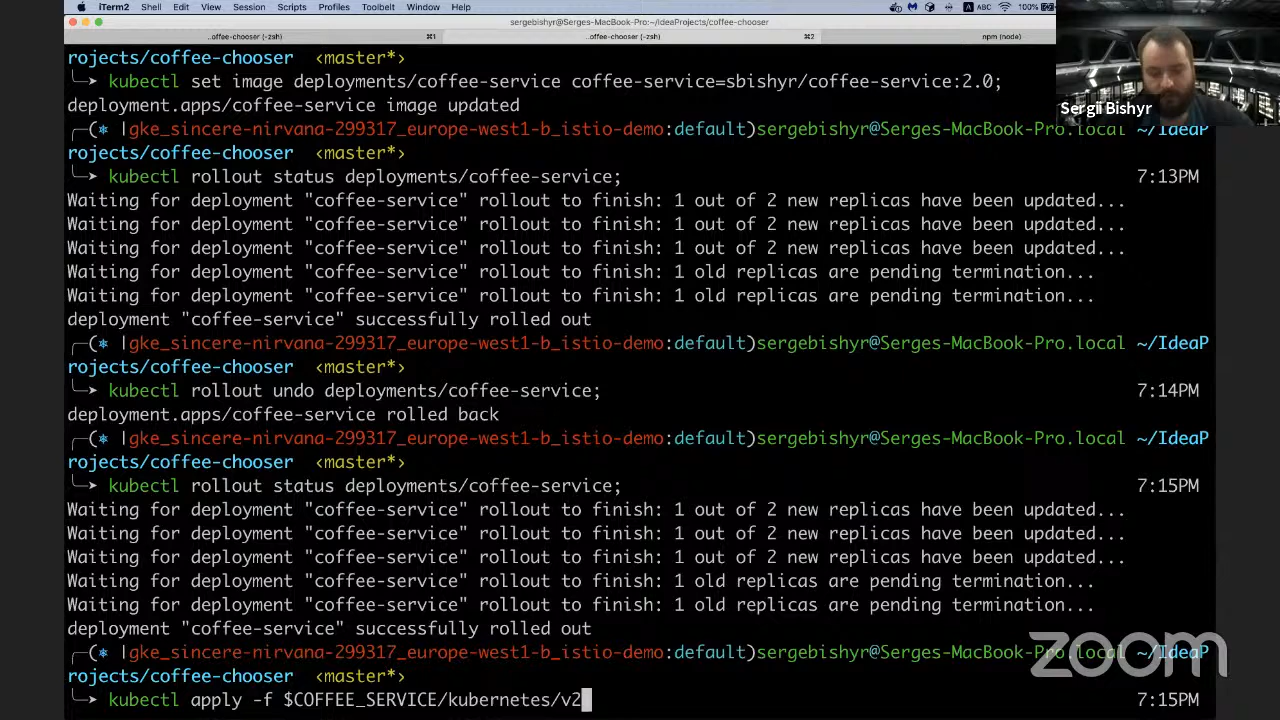 iTerm2 Shell Edit View Session Scripts Profiles Toolbelt Window Help ABC 100%
sergebishyr@Serges-MacBook-Pro:~/IdeaProjects/coffee-chooser
..offee-chooser (-zsh) ⌘1 ..offee-chooser (-zsh) ⌘2 npm (node)
rojects/coffee-chooser ‹master*›
╰─➤ kubectl set image deployments/coffee-service coffee-service=sbishyr/coffee-service:2.0;
Sergii Bishyr
deployment.apps/coffee-service image updated
╭─(⎈ |gke_sincere-nirvana-299317_europe-west1-b_istio-demo:default)sergebishyr@Serges-MacBook-Pro.local ~/IdeaP
rojects/coffee-chooser ‹master*›
╰─➤ kubectl rollout status deployments/coffee-service; 7:13PM
Waiting for deployment "coffee-service" rollout to finish: 1 out of 2 new replicas have been updated...
Waiting for deployment "coffee-service" rollout to finish: 1 out of 2 new replicas have been updated...
Waiting for deployment "coffee-service" rollout to finish: 1 out of 2 new replicas have been updated...
Waiting for deployment "coffee-service" rollout to finish: 1 old replicas are pending termination...
Waiting for deployment "coffee-service" rollout to finish: 1 old replicas are pending termination...
deployment "coffee-service" successfully rolled out
╭─(⎈ |gke_sincere-nirvana-299317_europe-west1-b_istio-demo:default)sergebishyr@Serges-MacBook-Pro.local ~/IdeaP
rojects/coffee-chooser ‹master*›
╰─➤ kubectl rollout undo deployments/coffee-service; 7:14PM
deployment.apps/coffee-service rolled back
╭─(⎈ |gke_sincere-nirvana-299317_europe-west1-b_istio-demo:default)sergebishyr@Serges-MacBook-Pro.local ~/IdeaP
rojects/coffee-chooser ‹master*›
╰─➤ kubectl rollout status deployments/coffee-service; 7:15PM
Waiting for deployment "coffee-service" rollout to finish: 1 out of 2 new replicas have been updated...
Waiting for deployment "coffee-service" rollout to finish: 1 out of 2 new replicas have been updated...
Waiting for deployment "coffee-service" rollout to finish: 1 out of 2 new replicas have been updated...
Waiting for deployment "coffee-service" rollout to finish: 1 old replicas are pending termination...
Waiting for deployment "coffee-service" rollout to finish: 1 old replicas are pending termination...
deployment "coffee-service" successfully rolled out
╭─(⎈ |gke_sincere-nirvana-299317_europe-west1-b_istio-demo:default)sergebishyr@Serges-MacBook-Pro.local ~/IdeaP
zoom
rojects/coffee-chooser ‹master*›
╰─➤ kubectl apply -f $COFFEE_SERVICE/kubernetes/v2 7:15PM